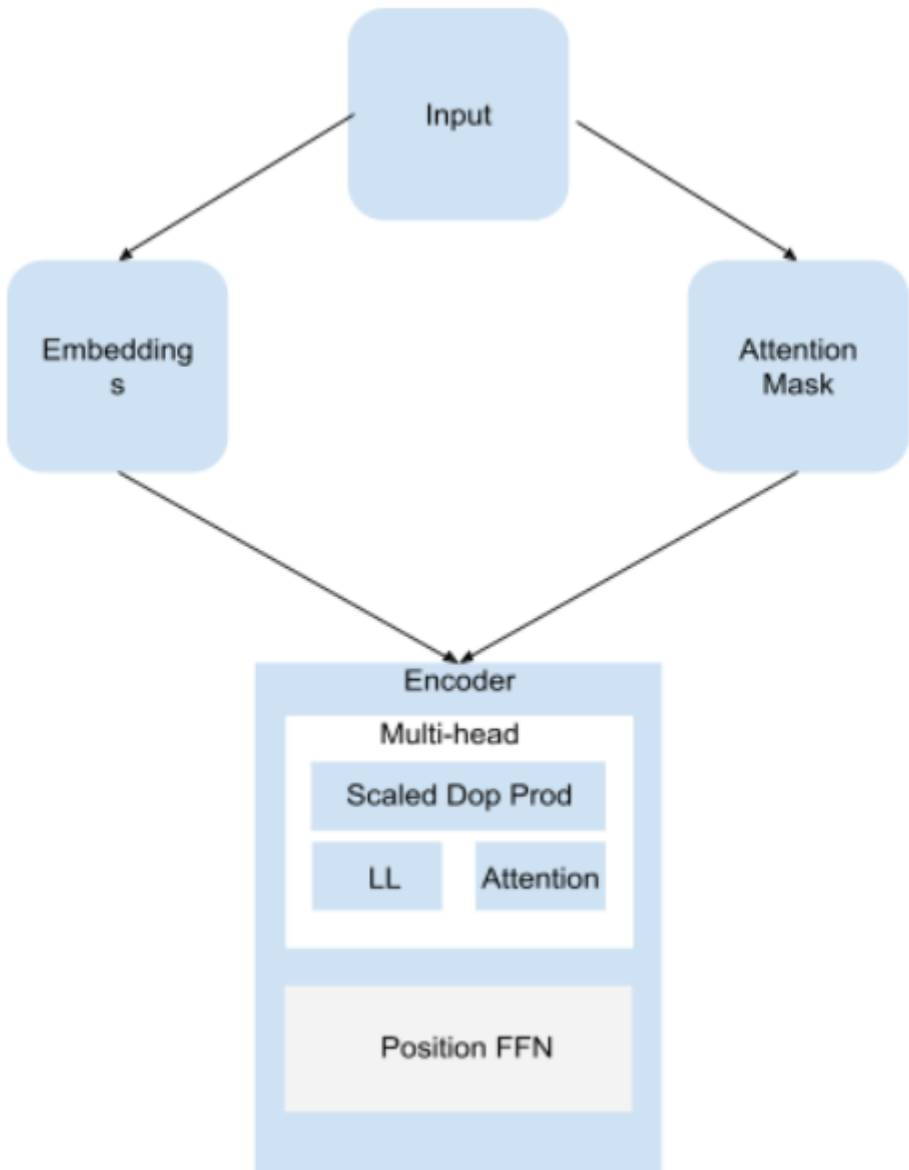 Input
Embedding
s
Attention
Mask
Encoder
Multi-head
Scaled Dop Prod
LL
Attention
Position FFN